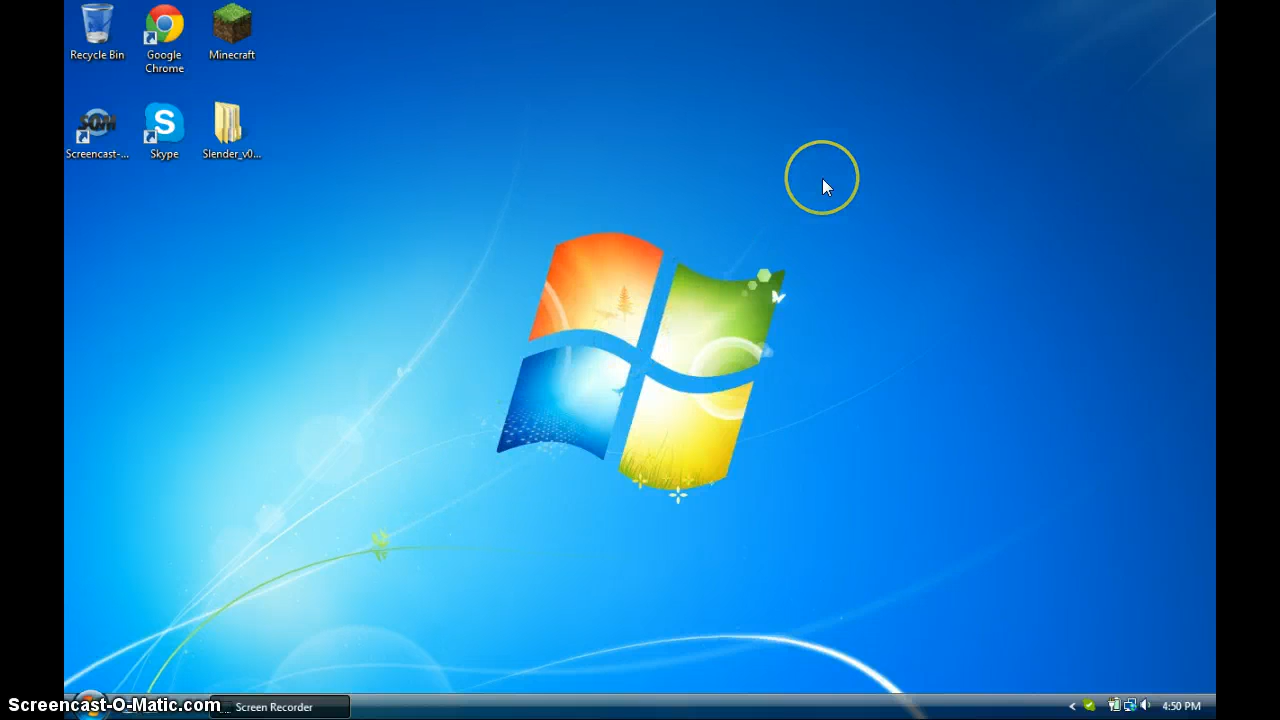 Recycle Bin
Google
Chrome
Minecraft
Screencast-...
S
Skype
Slender_v0...
Screencast-O-Matic.com
Screen Recorder
4:50 PM